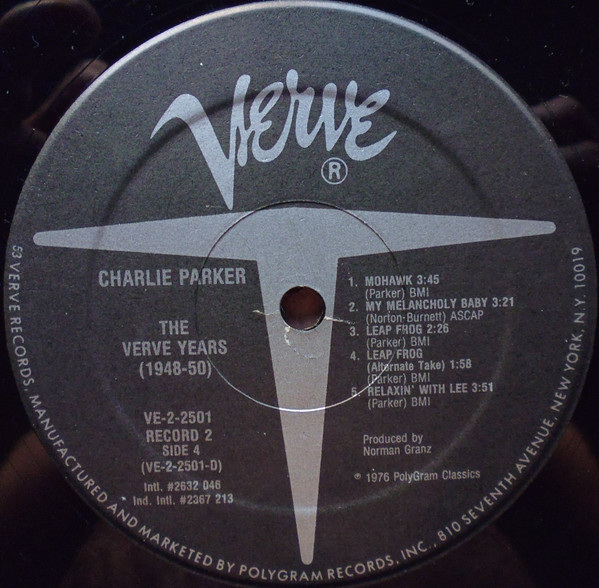 Verve
®
CHARLIE PARKER
THE
VERVE YEARS
(1948-50)
VE-2-2501
RECORD 2
SIDE 4
(VE-2-2501-D)
Intl. #2632 046
Ind. Intl. #2367 213
1. MOHAWK 3:45
(Parker) BMI
2. MY MELANCHOLY BABY 3:21
(Norton-Burnett) ASCAP
3. LEAP FROG 2:26
(Parker) BMI
4. LEAP FROG
(Alternate Take) 1:58
(Parker) BMI
5. RELAXIN' WITH LEE 3:51
(Parker) BMI
Produced by
Norman Granz
℗ 1976 PolyGram Classics
53 VERVE RECORDS, MANUFACTURED AND MARKETED BY POLYGRAM RECORDS, INC., 810 SEVENTH AVENUE, NEW YORK, N.Y. 10019